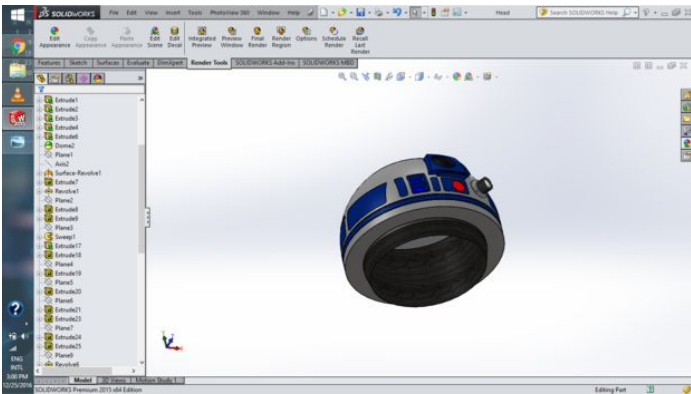 SOLIDWORKS File Edit View Insert Tools PhotoView 360 Window Help Head Search SOLIDWORKS Help
Edit Appearance
Copy Appearance
Paste Appearance
Edit Scene
Edit Decal
Integrated Preview
Preview Window
Final Render
Render Region
Options
Schedule Render
Recall Last Render
Features Sketch Surfaces Evaluate DimXpert Render Tools SOLIDWORKS Add-Ins SOLIDWORKS MBD
Extrude1
Extrude2
Extrude3
Extrude4
Extrude6
Dome2
Plane1
Axis2
Surface-Revolve1
Extrude7
Revolve1
Plane2
Extrude8
Extrude9
Plane3
Sweep1
Extrude17
Extrude18
Plane4
Extrude19
Plane5
Extrude20
Plane6
Extrude21
Extrude23
Plane7
Extrude24
Extrude25
Plane9
Revolve6
ENG
INTL
3:00 PM
12/25/2016
Model 3D Views Motion Study 1
SOLIDWORKS Premium 2015 x64 Edition
Editing Part